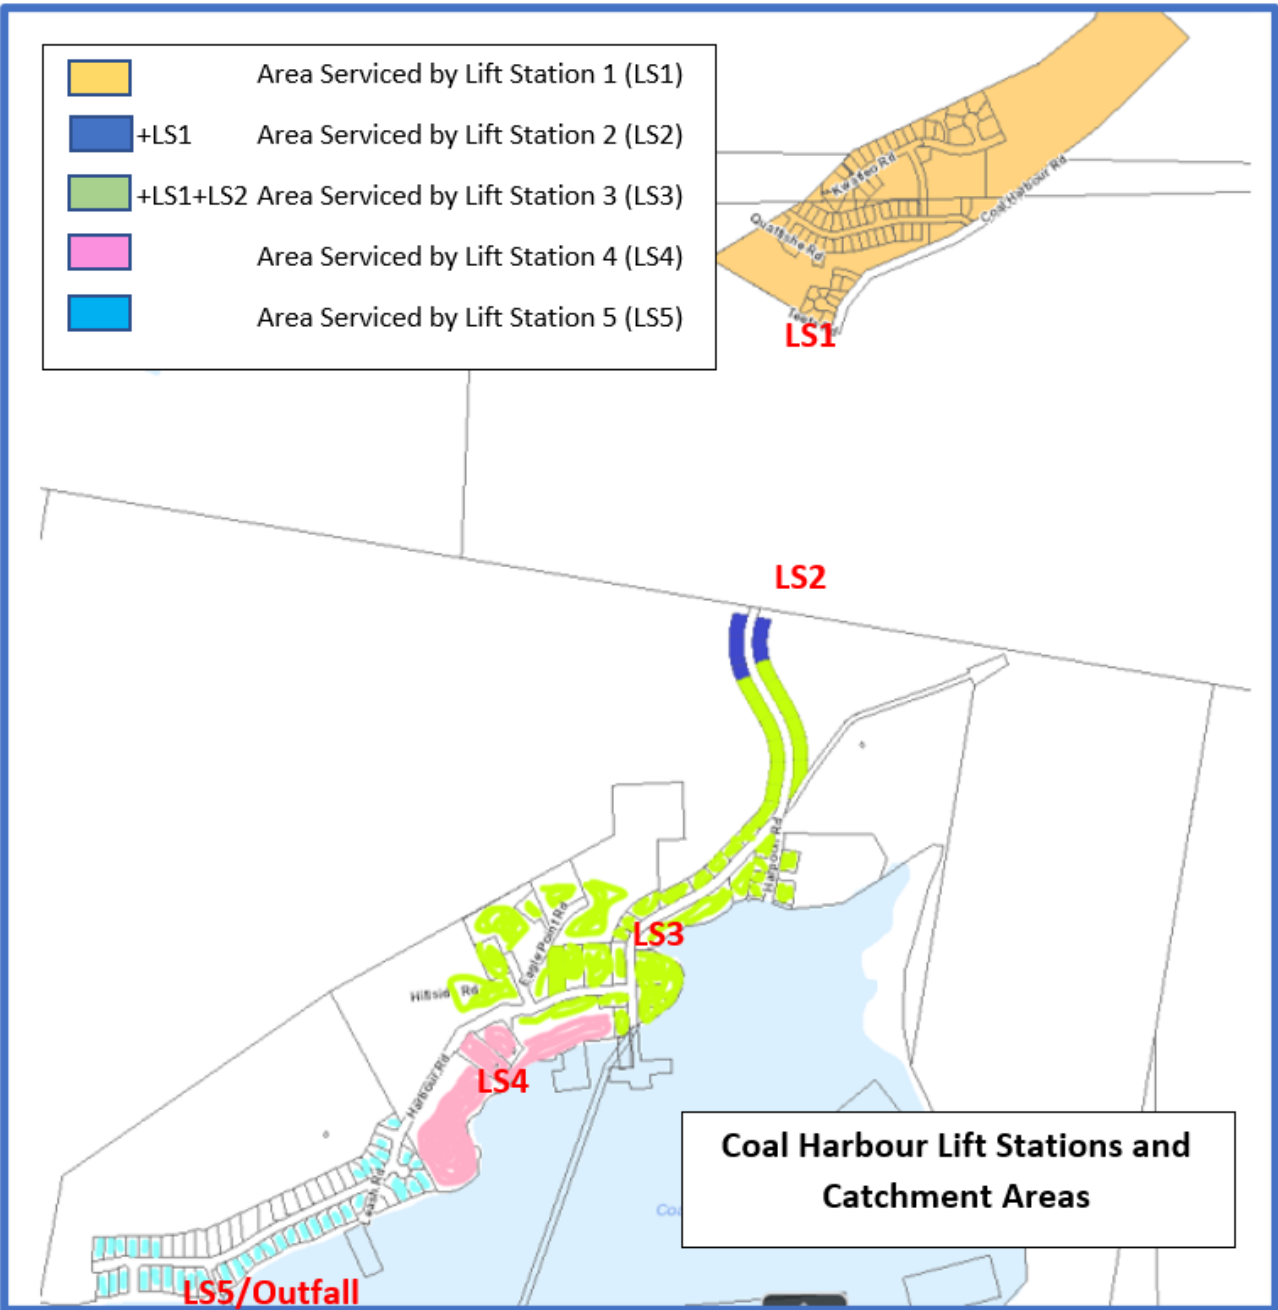 Area Serviced by Lift Station 1 (LS1)
+LS1 Area Serviced by Lift Station 2 (LS2)
+LS1+LS2 Area Serviced by Lift Station 3 (LS3)
Area Serviced by Lift Station 4 (LS4)
Area Serviced by Lift Station 5 (LS5)
Coal Harbour Rd
Quattishe Rd
LS1
LS2
Harbour Rd
LS3
Eagle Point Rd
Rd
LS4
Harbour Rd
Coal Harbour Lift Stations and
Catchment Areas
Leash Rd
LS5/Outfall